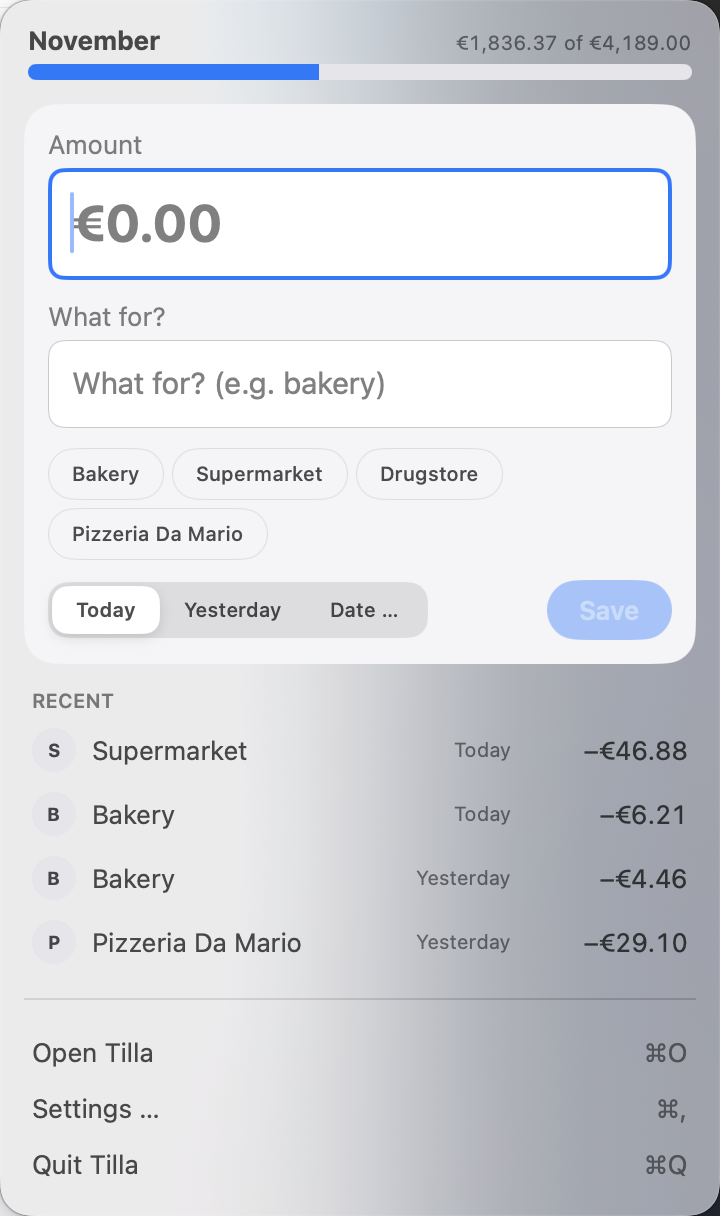 November €1,836.37 of €4,189.00
Amount
€0.00
What for?
What for? (e.g. bakery)
Bakery Supermarket Drugstore
Pizzeria Da Mario
Today Yesterday Date ... Save
RECENT
S Supermarket Today –€46.88
B Bakery Today –€6.21
B Bakery Yesterday –€4.46
P Pizzeria Da Mario Yesterday –€29.10
Open Tilla ⌘O
Settings ... ⌘,
Quit Tilla ⌘Q